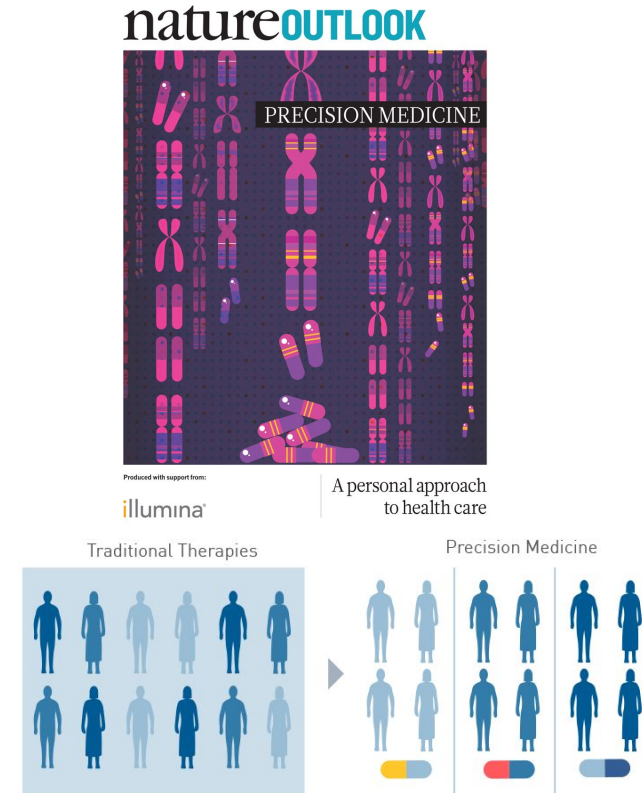 nature OUTLOOK
PRECISION MEDICINE
Produced with support from:
illumina®
A personal approach
to health care
Traditional Therapies
Precision Medicine